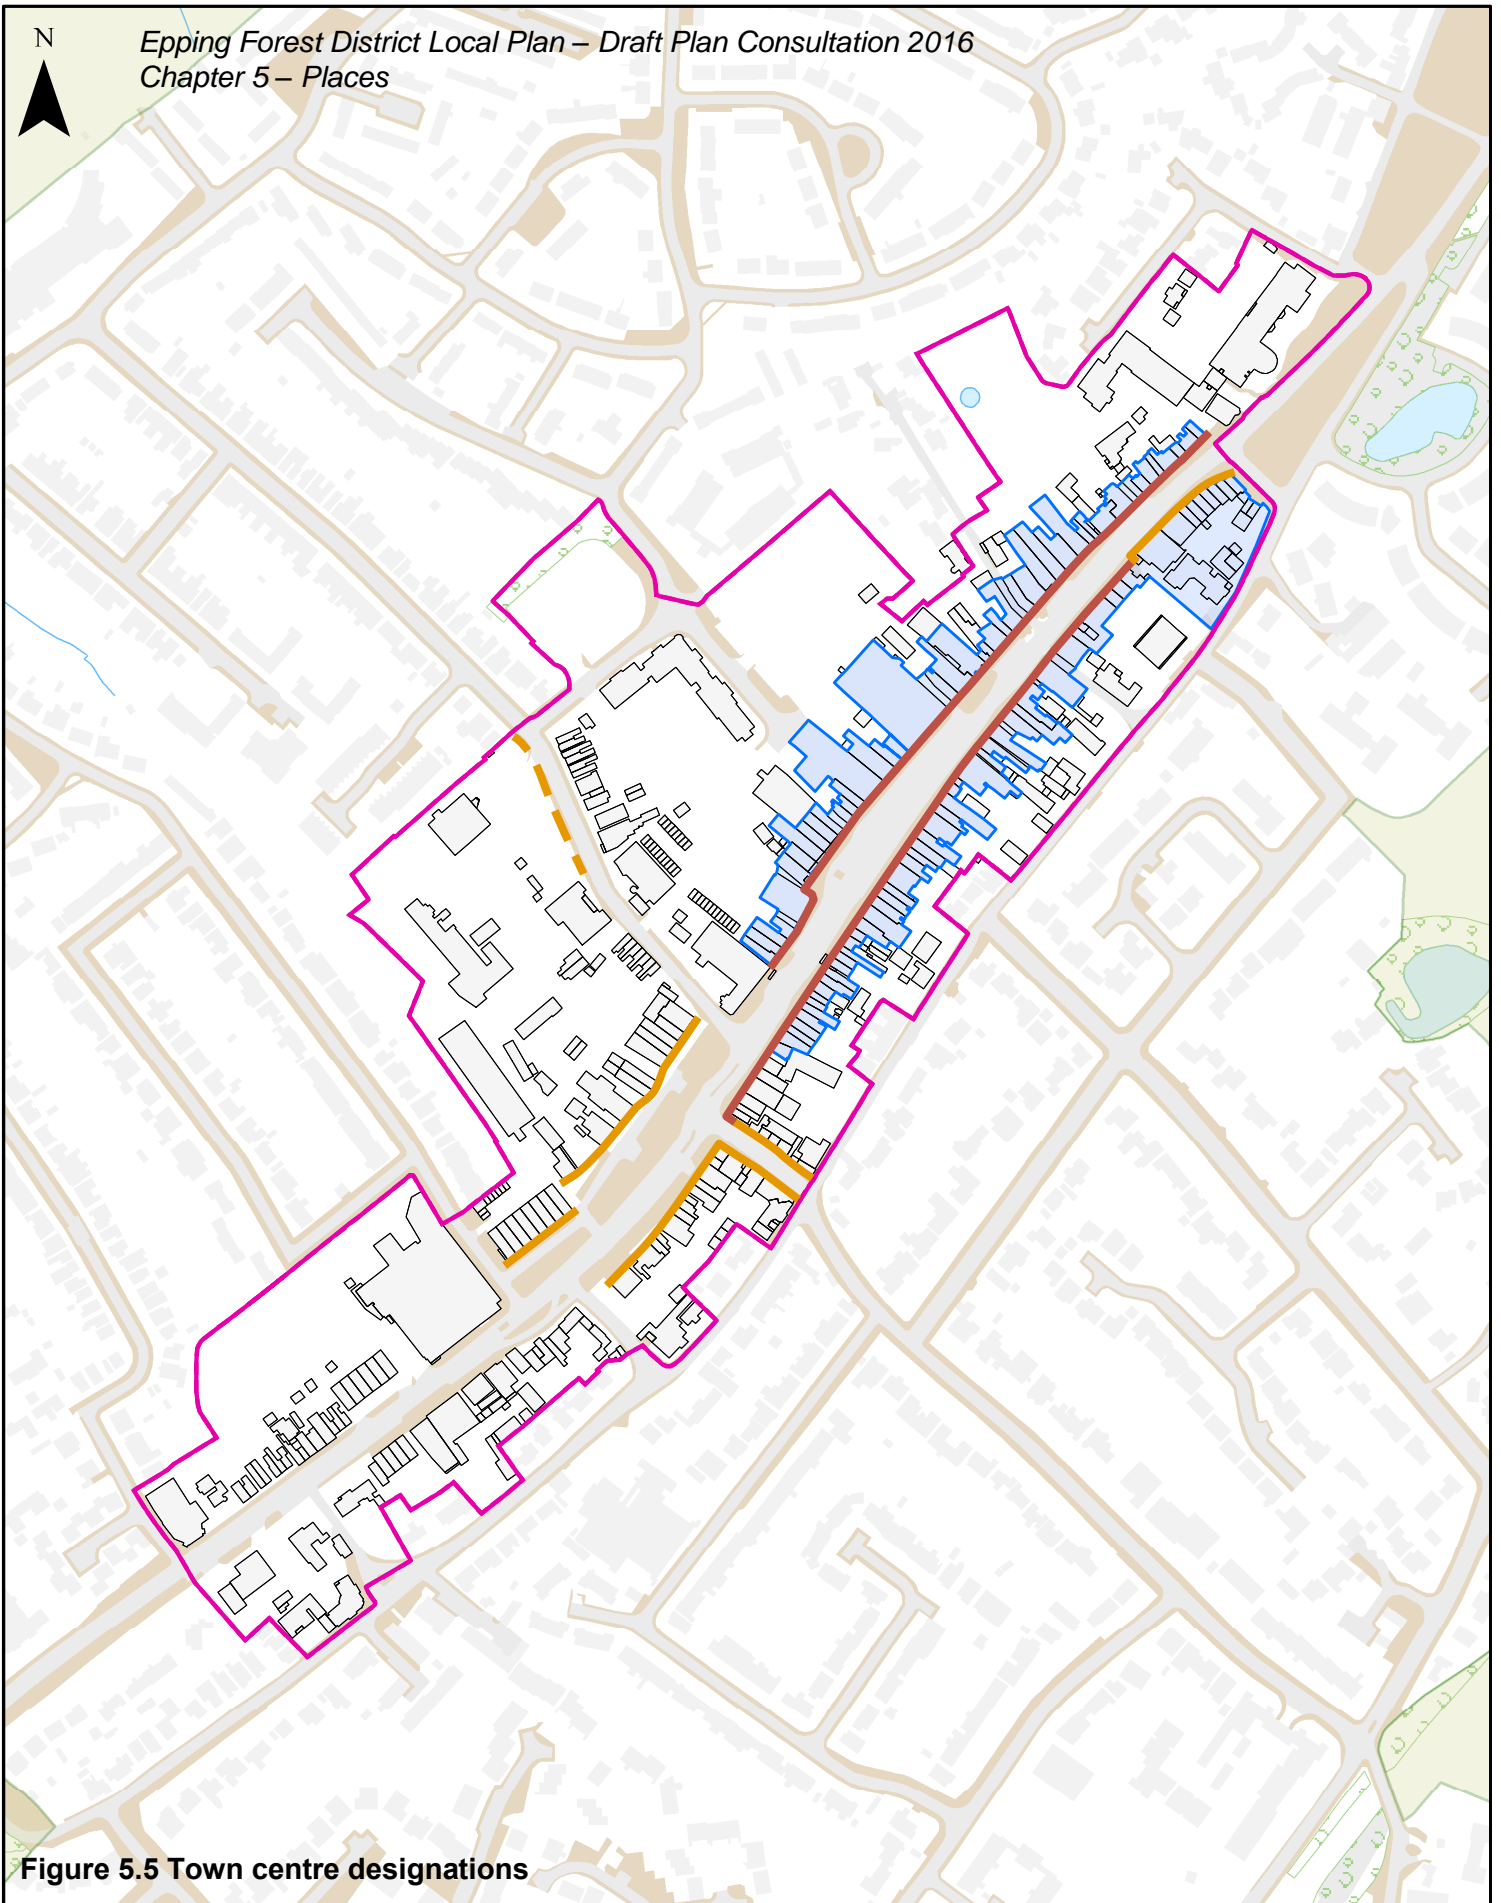 N
Epping Forest District Local Plan – Draft Plan Consultation 2016
Chapter 5 – Places
Figure 5.5 Town centre designations